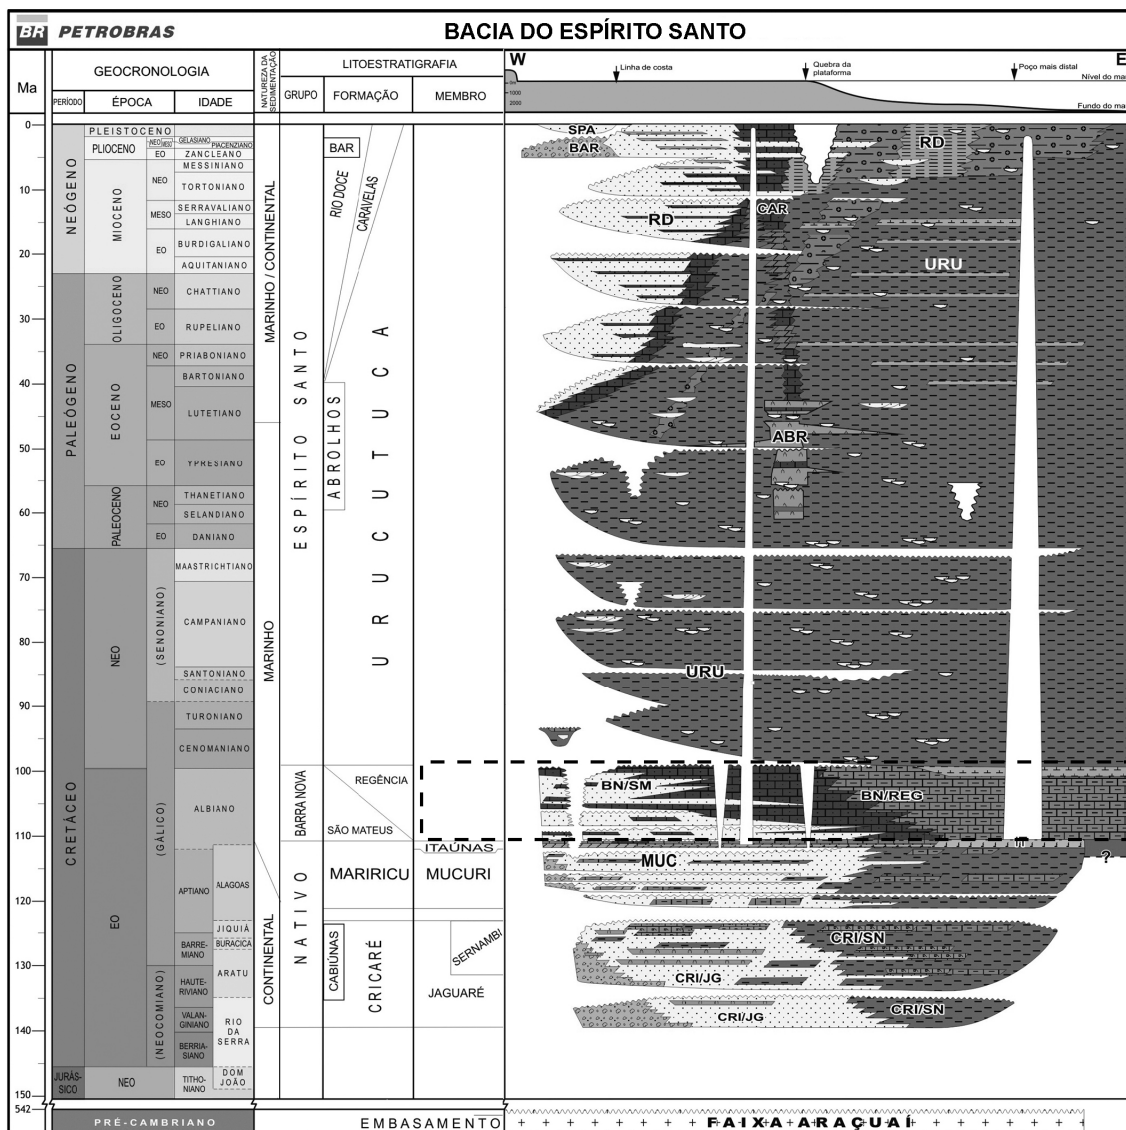 BR PETROBRAS
BACIA DO ESPÍRITO SANTO
Ma
GEOCRONOLOGIA
PERÍODO
ÉPOCA
IDADE
NATUREZA DA SEDIMENTAÇÃO
LITOESTRATIGRAFIA
GRUPO
FORMAÇÃO
MEMBRO
W
E
Linha de costa
Quebra da
plataforma
Poço mais distal
Nível do mar
Fundo do ma
0m
1000
2000
0
10
20
30
40
50
60
70
80
90
100
110
120
130
140
150
542
NEÓGENO
PALEÓGENO
CRETÁCEO
JURÁS-
SICO
PLEISTOCENO
PLIOCENO
MIOCENO
OLIGOCENO
EOCENO
PALEOCENO
NEO
EO
NEO
NEO
MESO
EO
NEO
MESO
EO
NEO
EO
NEO
MESO
EO
NEO
EO
(SENONIANO)
(GÁLICO)
(NEOCOMIANO)
GELASIANO
PIACENZIANO
ZANCLEANO
MESSINIANO
TORTONIANO
SERRAVALIANO
LANGHIANO
BURDIGALIANO
AQUITANIANO
CHATTIANO
RUPELIANO
PRIABONIANO
BARTONIANO
LUTETIANO
YPRESIANO
THANETIANO
SELANDIANO
DANIANO
MAASTRICHTIANO
CAMPANIANO
SANTONIANO
CONIACIANO
TURONIANO
CENOMANIANO
ALBIANO
APTIANO
ALAGOAS
JIQUIÁ
BARRE-
MIANO
BURACICA
HAUTE-
RIVIANO
ARATU
VALAN-
GINIANO
BERRIA-
SIANO
RIO
DA
SERRA
TITHO-
NIANO
DOM
JOÃO
MARINHO / CONTINENTAL
MARINHO
CONTINENTAL
ESPÍRITO SANTO
BARRA NOVA
NATIVO
BAR
RIO DOCE
CARAVELAS
ABROLHOS
URUCUTUCA
REGÊNCIA
SÃO MATEUS
MARIRICU
CABIÚNAS
CRICARÉ
ITAÚNAS
MUCURI
SERNAMBI
JAGUARÉ
SPA
BAR
RD
RD
CAR
URU
ABR
URU
BN/SM
BN/REG
MUC
?
CRI/SN
CRI/JG
CRI/JG
CRI/SN
PRÉ-CAMBRIANO
EMBASAMENTO
FAIXA ARAÇUAÍ